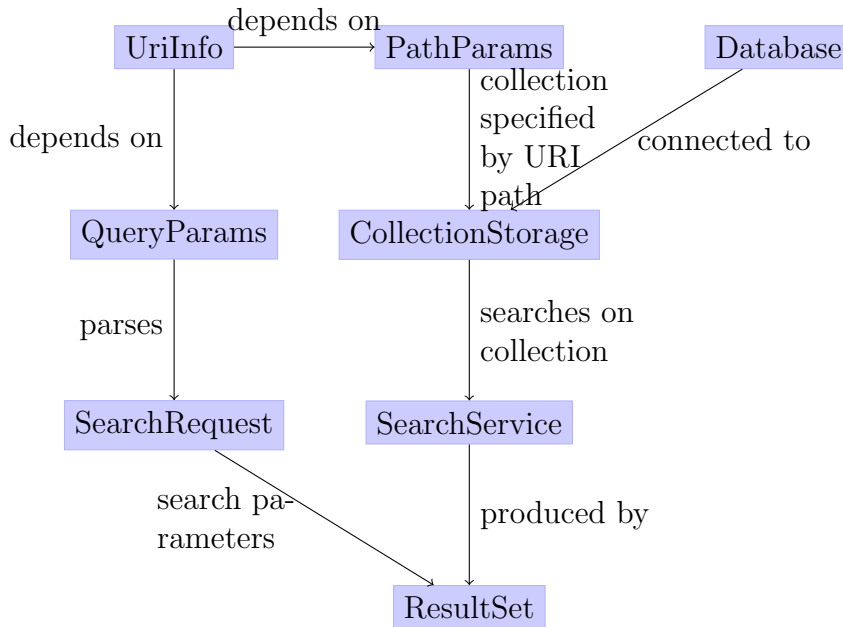 depends on
UriInfo
PathParams
Database
collection
specified
by URI
path
depends on
connected to
QueryParams
CollectionStorage
parses
searches on
collection
SearchRequest
SearchService
search pa-
rameters
produced by
ResultSet